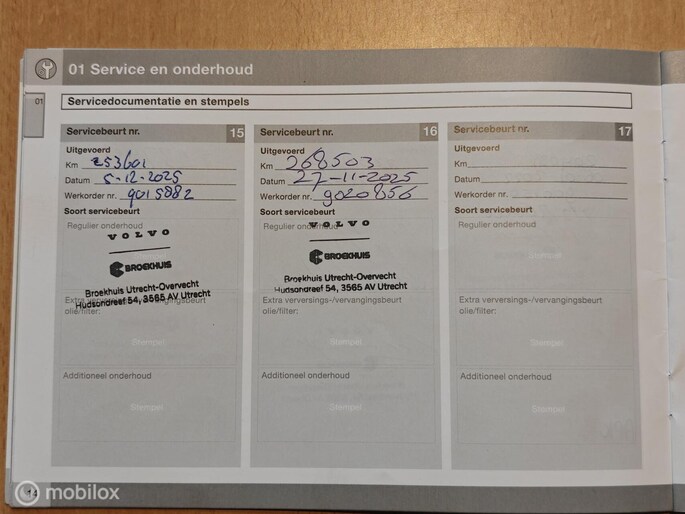 01 Service en onderhoud
01
Servicedocumentatie en stempels
Servicebeurt nr. 15
Uitgevoerd
Km 253601
Datum 5-12-2025
Werkorder nr. 9015882
Soort servicebeurt
Regulier onderhoud
VOLVO
BROEKHUIS
Stempel
Broekhuis Utrecht-Overvecht
Hudsondreef 54, 3565 AV Utrecht
Extra verversings-/vervangingsbeurt
olie/filter:
Stempel
Additioneel onderhoud
Stempel
Servicebeurt nr. 16
Uitgevoerd
Km 268503
Datum 27-11-2025
Werkorder nr. 9020856
Soort servicebeurt
Regulier onderhoud
VOLVO
BROEKHUIS
Stempel
Broekhuis Utrecht-Overvecht
Hudsondreef 54, 3565 AV Utrecht
Extra verversings-/vervangingsbeurt
olie/filter:
Stempel
Additioneel onderhoud
Stempel
Servicebeurt nr. 17
Uitgevoerd
Km
Datum
Werkorder nr.
Soort servicebeurt
Regulier onderhoud
Stempel
Extra verversings-/vervangingsbeurt
olie/filter:
Stempel
Additioneel onderhoud
Stempel
mobilox